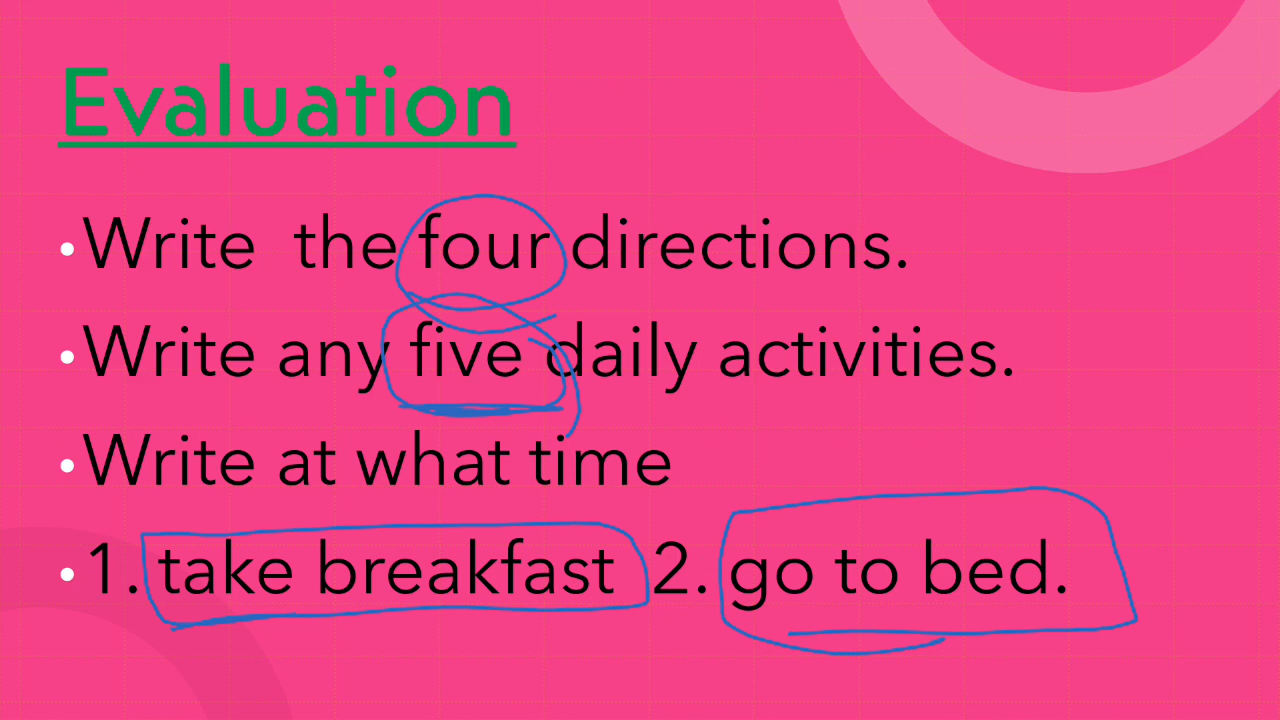 Evaluation
•Write the four directions.
•Write any five daily activities.
•Write at what time
•1. take breakfast 2. go to bed.